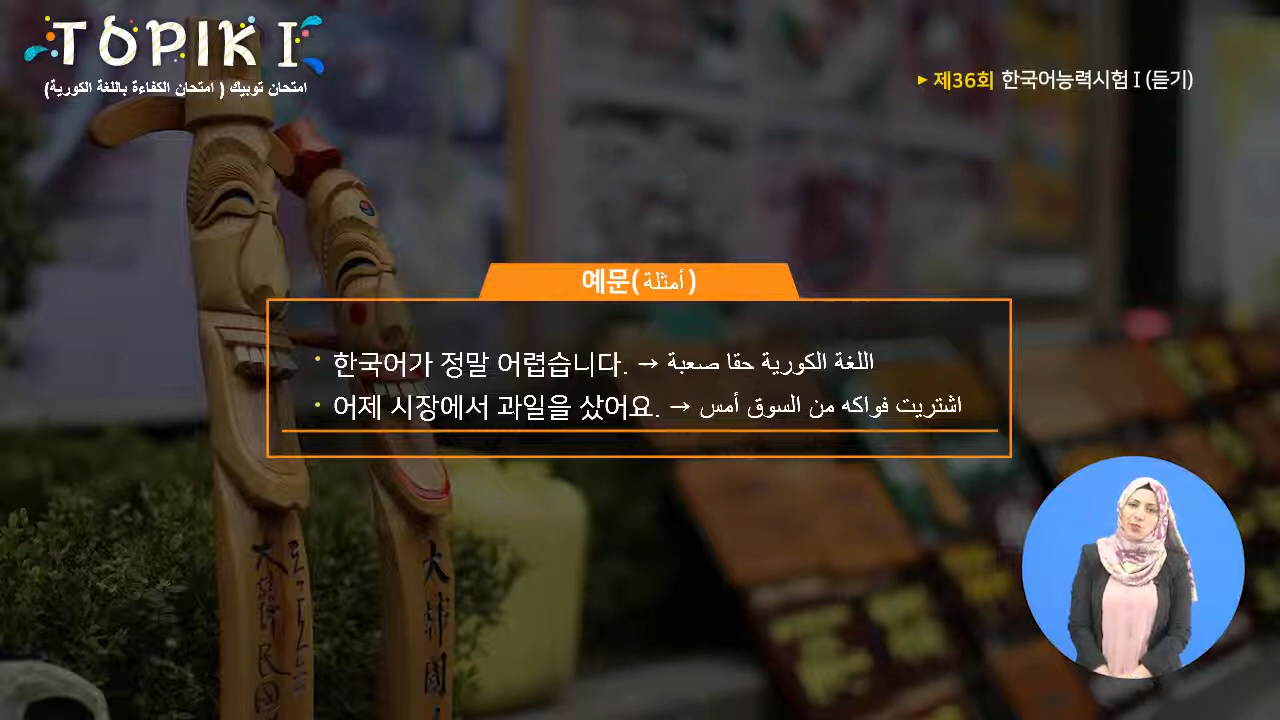 TOPIK I
امتحان توبيك ( امتحان الكفاءة باللغة الكورية)
▶ 제36회 한국어능력시험 I (듣기)
예문( أمثلة )
• 한국어가 정말 어렵습니다. → اللغة الكورية حقا صعبة
• 어제 시장에서 과일을 샀어요. → اشتريت فواكه من السوق أمس